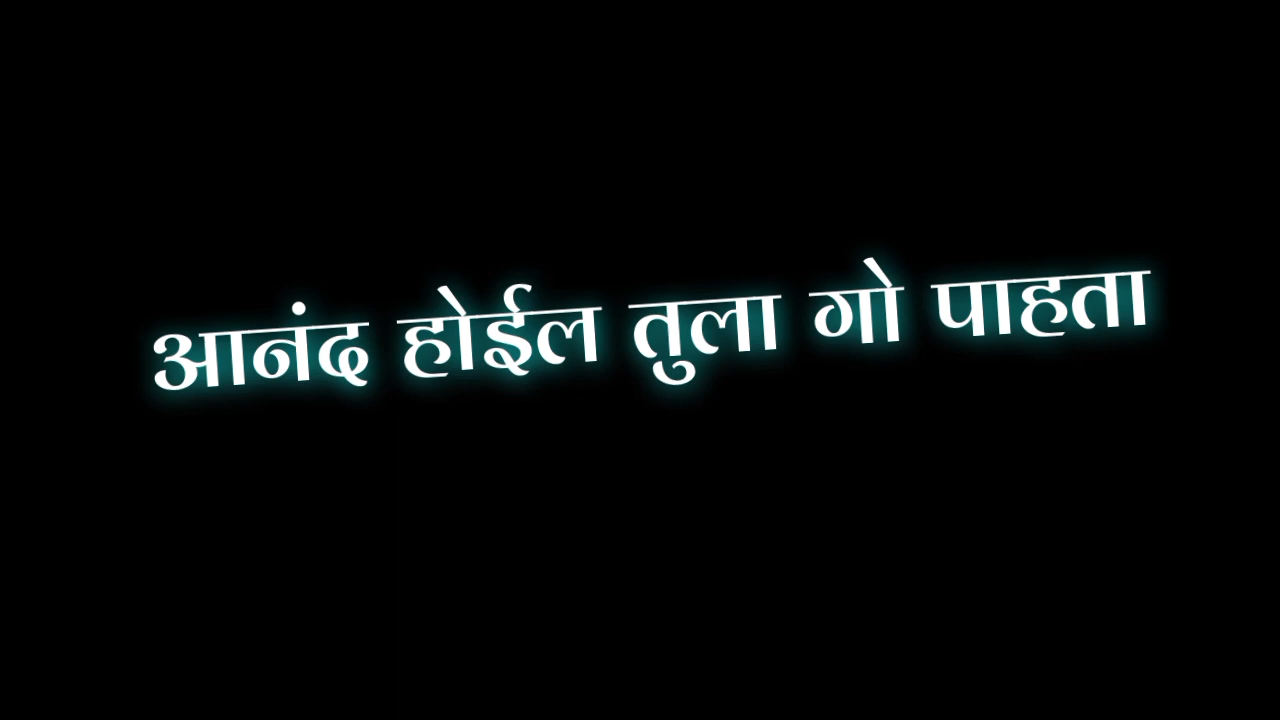 आनंद होईल तुला गो पाहता